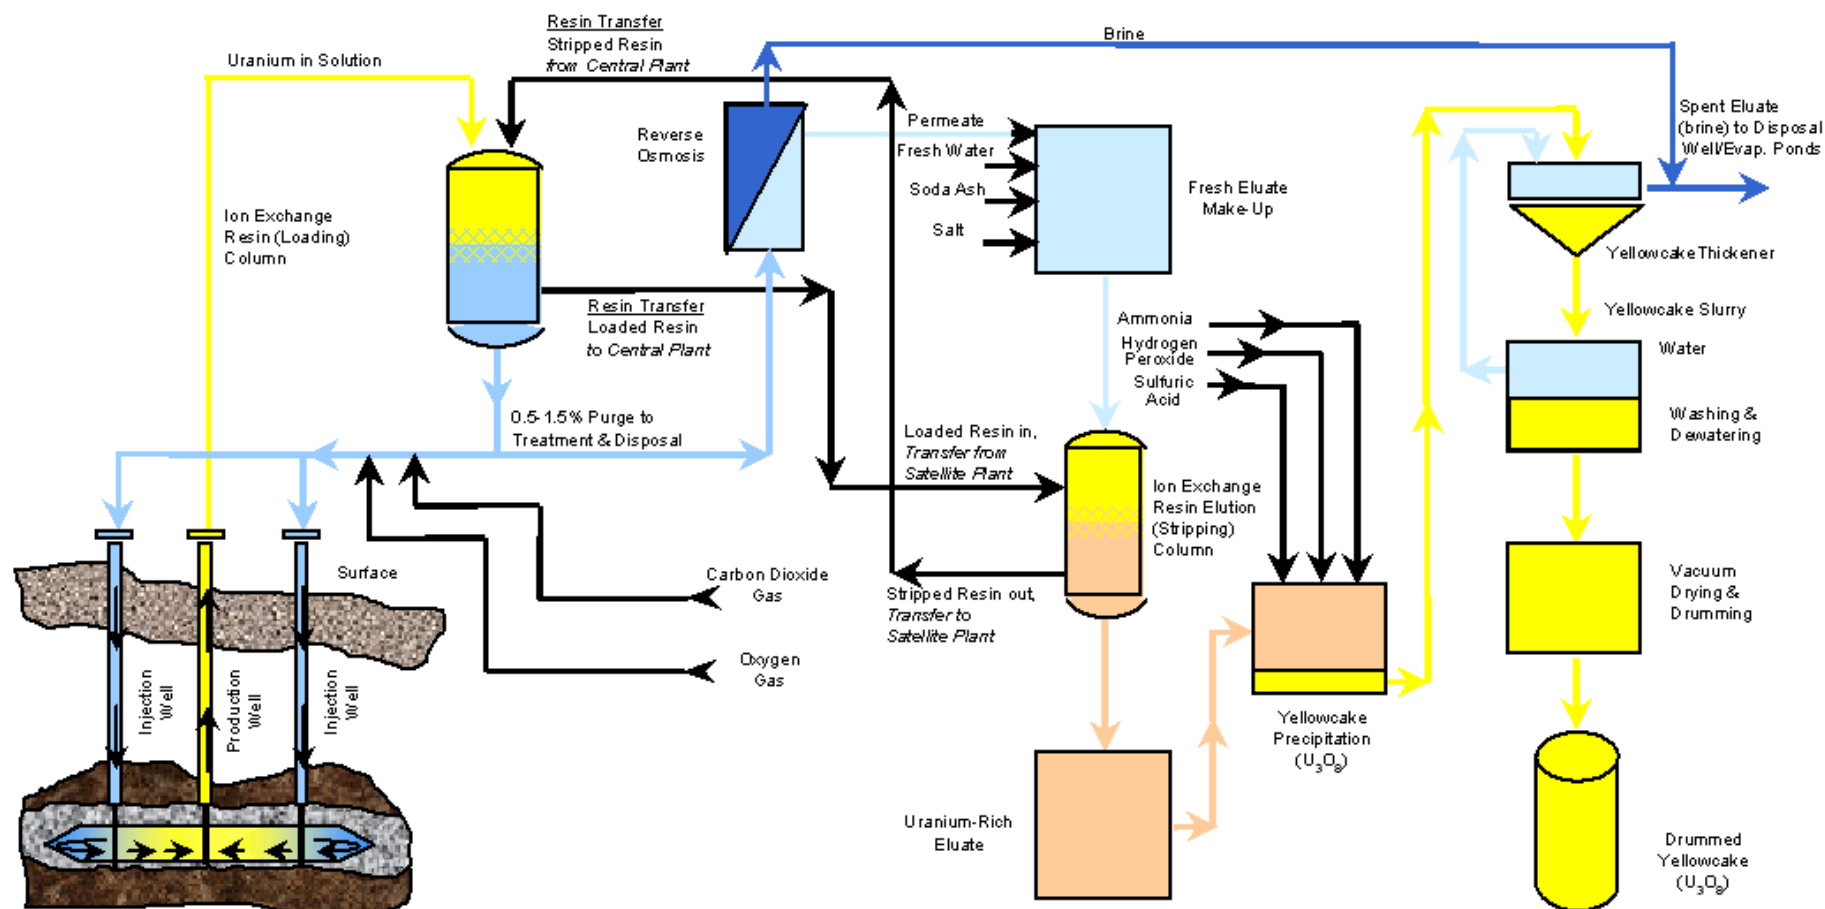 Resin Transfer
Stripped Resin
from Central Plant
Brine
Uranium in Solution
Spent Eluate
(brine) to Disposal
Well/Evap. Ponds
Permeate
Reverse
Osmosis
Fresh Water
Soda Ash
Salt
Fresh Eluate
Make-Up
Ion Exchange
Resin (Loading)
Column
Yellowcake Thickener
Resin Transfer
Loaded Resin
to Central Plant
Yellowcake Slurry
Ammonia
Hydrogen
Peroxide
Sulfuric
Acid
Water
0.5-1.5% Purge to
Treatment & Disposal
Washing &
Dewatering
Loaded Resin in,
Transfer from
Satellite Plant
Ion Exchange
Resin Elution
(Stripping)
Column
Surface
Carbon Dioxide
Gas
Stripped Resin out,
Transfer to
Satellite Plant
Vacuum
Drying &
Drumming
Oxygen
Gas
Injection
Well
Production
Well
Injection
Well
Yellowcake
Precipitation
(U3O8)
Uranium-Rich
Eluate
Drummed
Yellowcake
(U3O8)